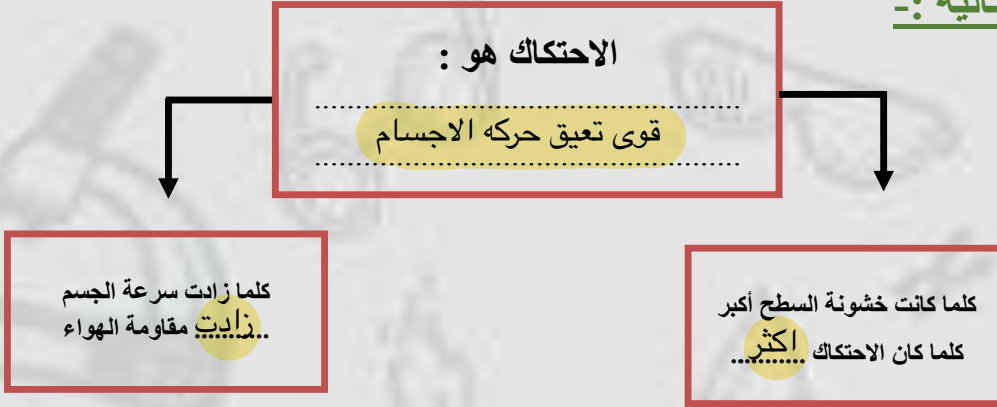 الاحتكاك هو :
قوى تعيق حركه الاجسام
كلما كانت خشونة السطح أكبر
كلما كان الاحتكاك اكثر
كلما زادت سرعة الجسم
زادت مقاومة الهواء